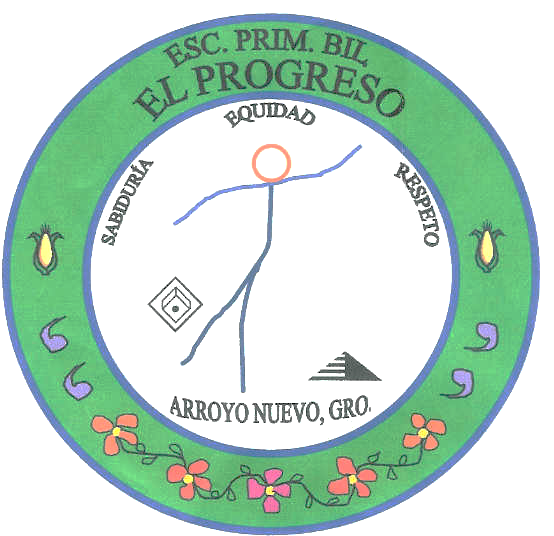 ESC. PRIM. BIL
EL PROGRESO
EQUIDAD
SABIDURÍA
RESPETO
ARROYO NUEVO, GRO.